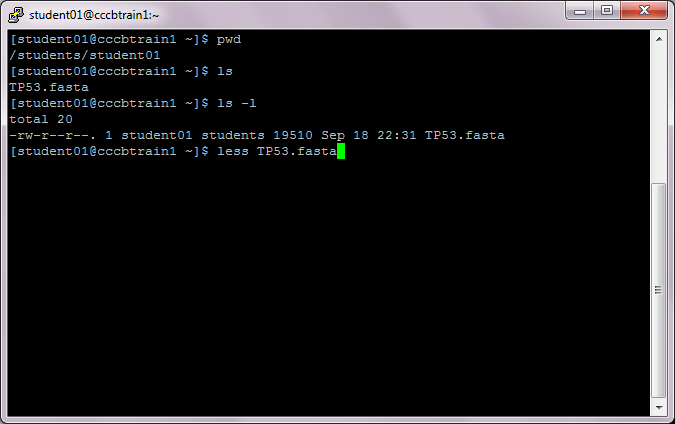 student01@cccbtrain1:~
[student01@cccbtrain1 ~]$ pwd
/students/student01
[student01@cccbtrain1 ~]$ ls
TP53.fasta
[student01@cccbtrain1 ~]$ ls -l
total 20
-rw-r--r--. 1 student01 students 19510 Sep 18 22:31 TP53.fasta
[student01@cccbtrain1 ~]$ less TP53.fasta